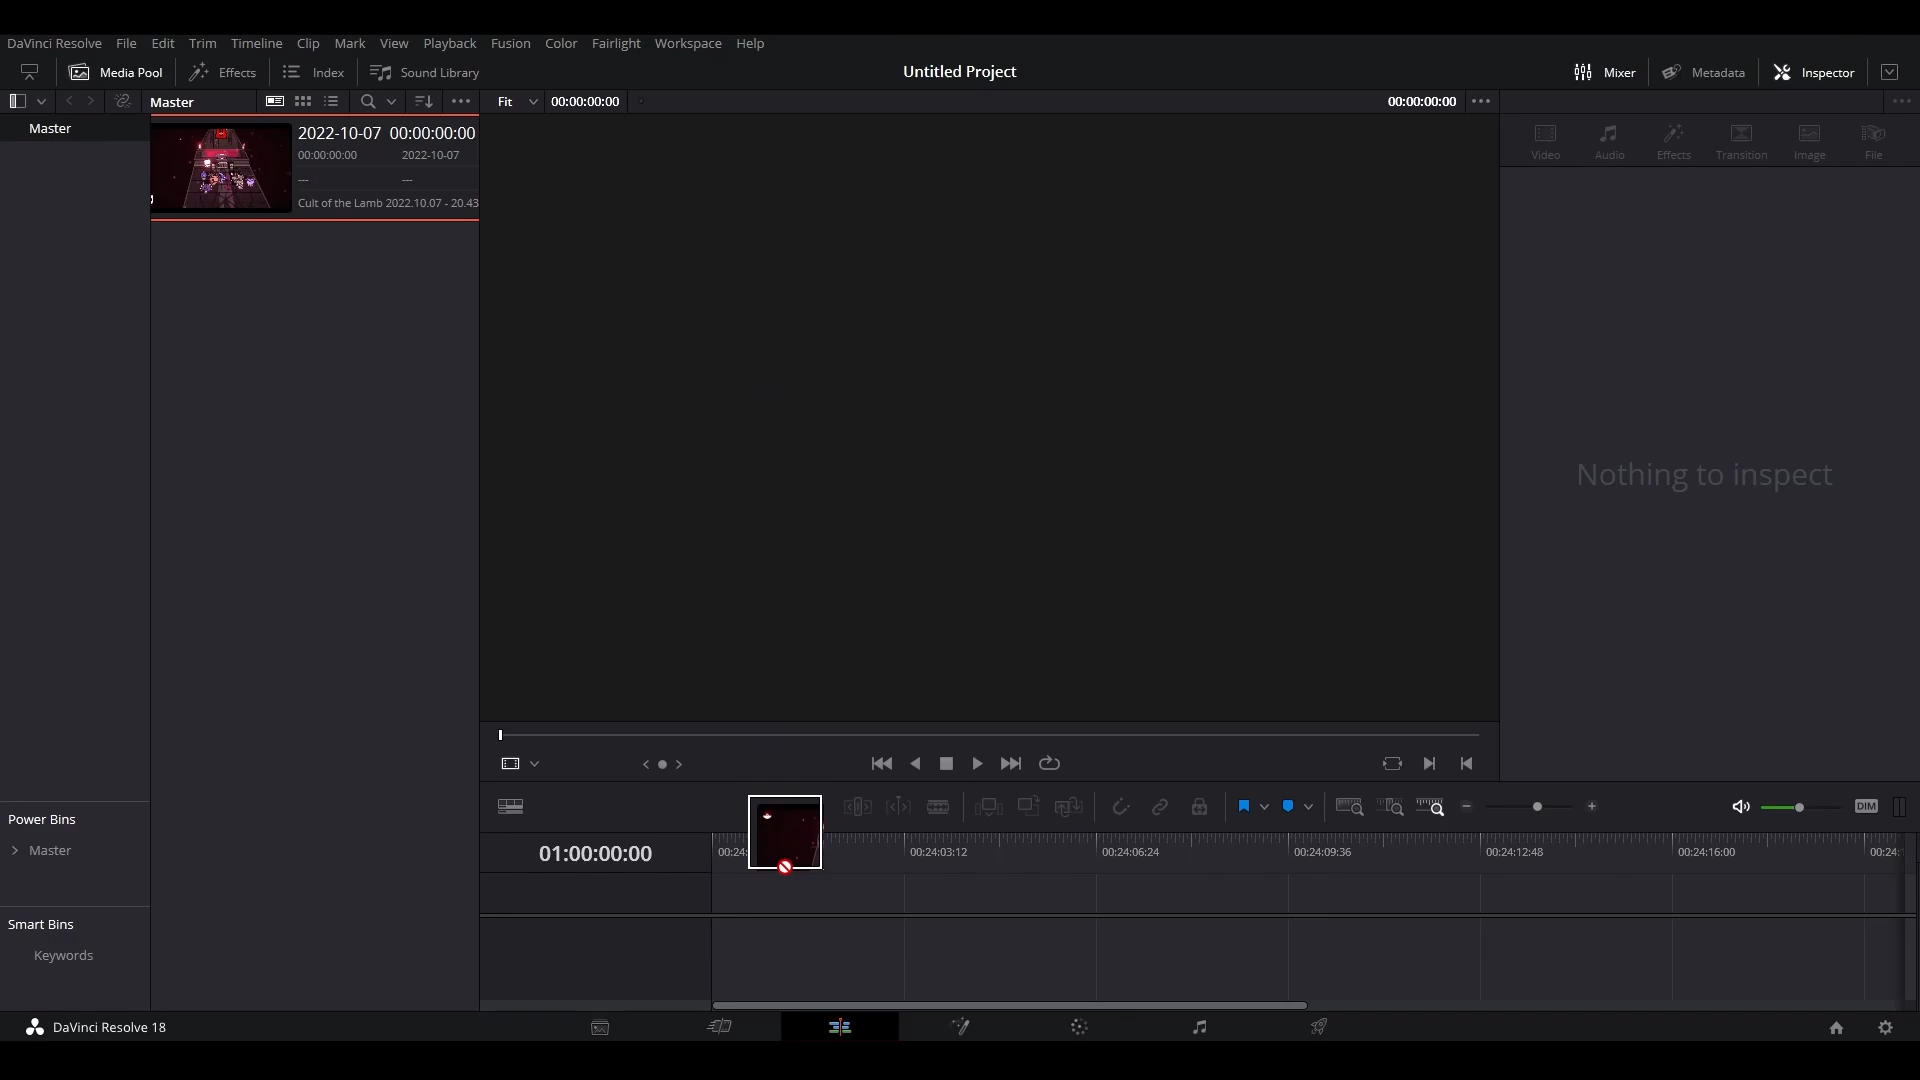 DaVinci Resolve File Edit Trim Timeline Clip Mark View Playback Fusion Color Fairlight Workspace Help
Media Pool Effects Index Sound Library Untitled Project Mixer Metadata Inspector
Master Fit 00:00:00:00 00:00:00:00
Master
2022-10-07 00:00:00:00
00:00:00:00 2022-10-07
--- ---
Cult of the Lamb 2022.10.07 - 20.43
Video Audio Effects Transition Image File
Nothing to inspect
Power Bins
Master
Smart Bins
Keywords
DIM
01:00:00:00
00:24: 00:24:03:12 00:24:06:24 00:24:09:36 00:24:12:48 00:24:16:00 00:24:
DaVinci Resolve 18